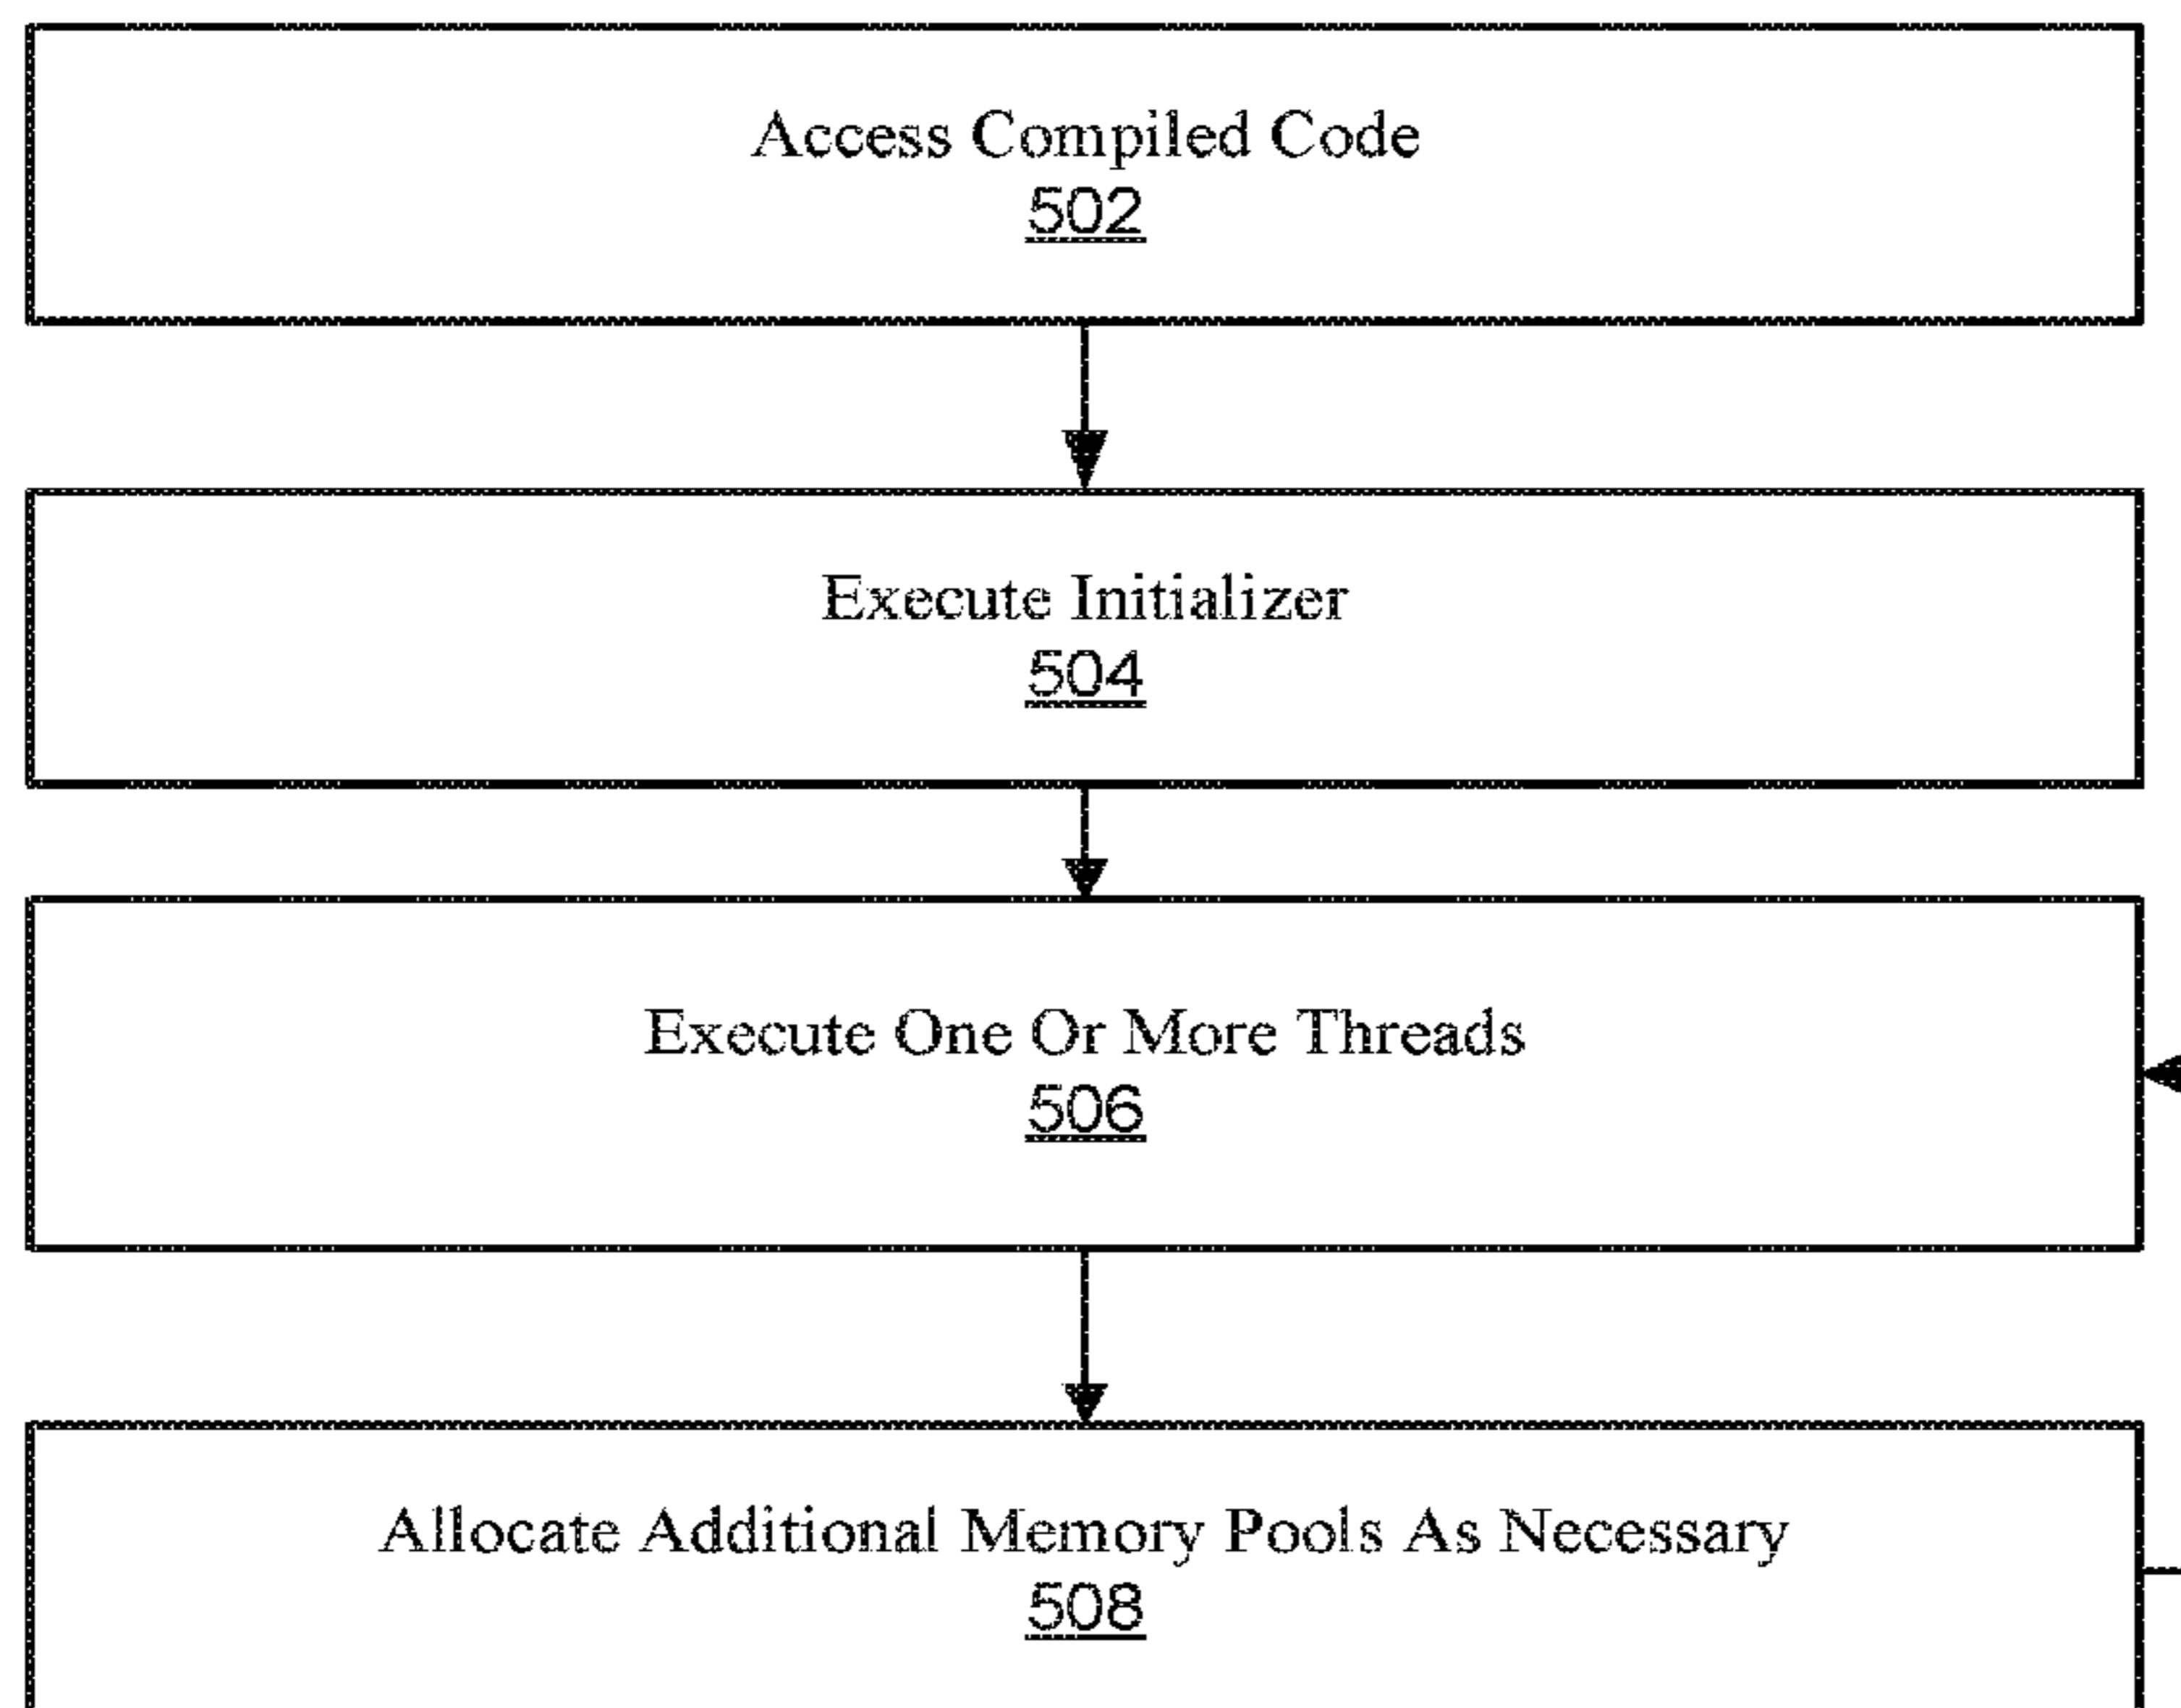 Access Compiled Code
502
Execute Initializer
504
Execute One Or More Threads
506
Allocate Additional Memory Pools As Necessary
508